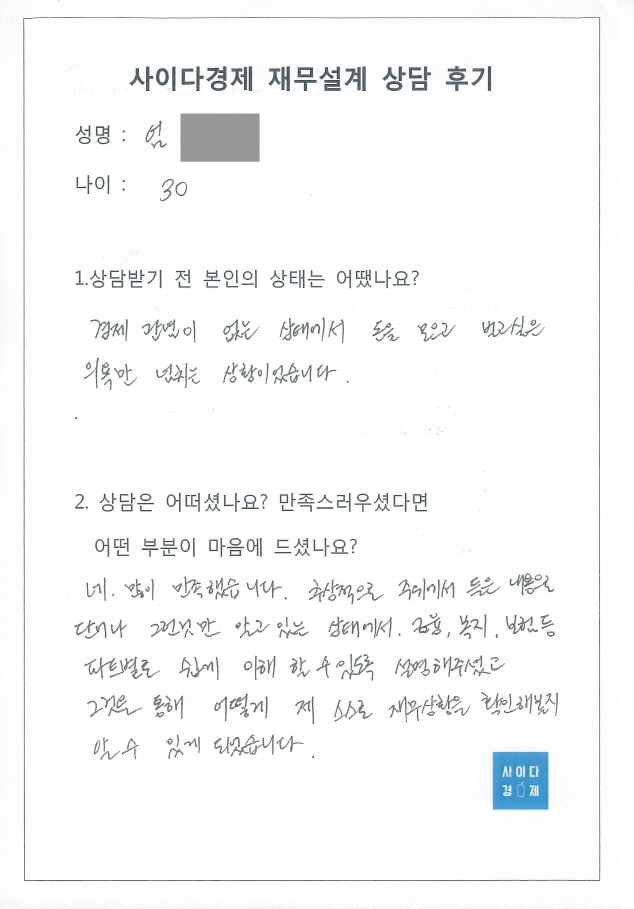 사이다경제 재무설계 상담 후기
성명 : 엄
나이 : 30
1.상담받기 전 본인의 상태는 어땠나요?
경제 관념이 없는 상태에서 돈을 모으고 벌고싶은
의욕만 넘치는 상황이었습니다.
.
2. 상담은 어떠셨나요? 만족스러우셨다면
어떤 부분이 마음에 드셨나요?
네. 많이 만족했습니다. 추상적으로 주위에서 들은 내용으로
단어나 그런것만 알고 있는 상태에서. 금융, 복지, 보험 등
파트별로 쉽게 이해 할 수 있도록 설명해주셨고
그것을 통해 어떻게 제 스스로 재무상황을 확인해볼지
알 수 있게 되었습니다.
사이다
경제